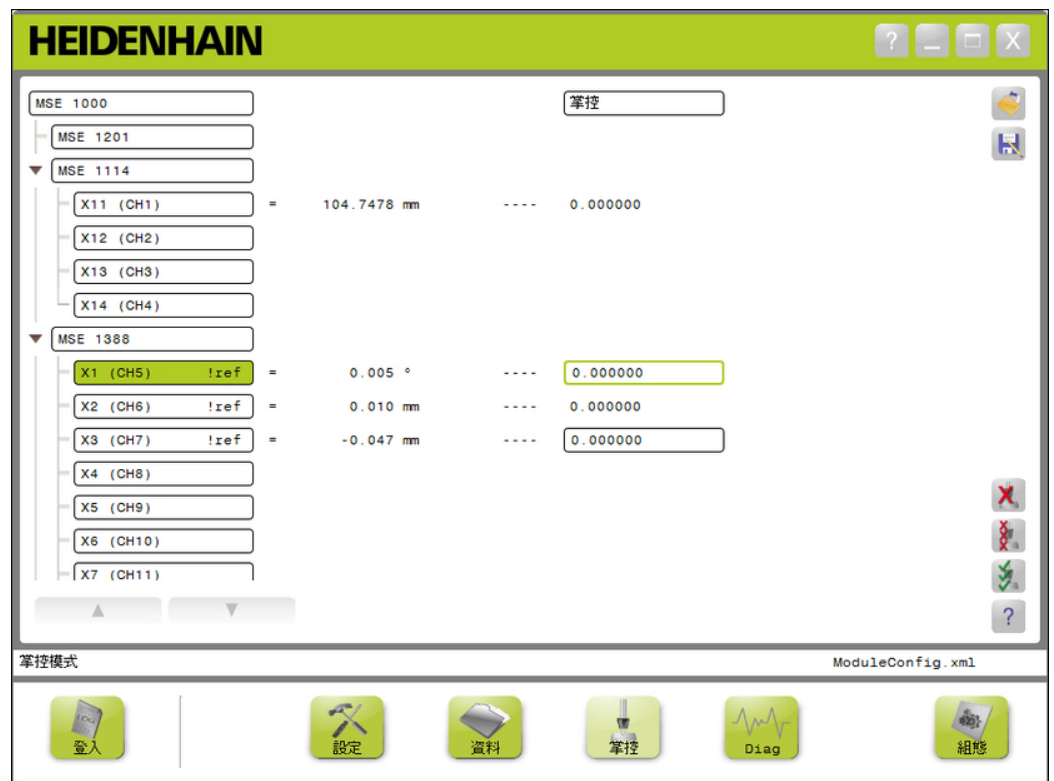 HEIDENHAIN
? _ X
MSE 1000 掌控
MSE 1201
MSE 1114
X11 (CH1) = 104.7478 mm ---- 0.000000
X12 (CH2)
X13 (CH3)
X14 (CH4)
MSE 1388
X1 (CH5) !ref = 0.005 ° ---- 0.000000
X2 (CH6) !ref = 0.010 mm ---- 0.000000
X3 (CH7) !ref = -0.047 mm ---- 0.000000
X4 (CH8)
X5 (CH9)
X6 (CH10)
X7 (CH11)
?
掌控模式 ModuleConfig.xml
LOG
登入 設定 資料 掌控 Diag 組態